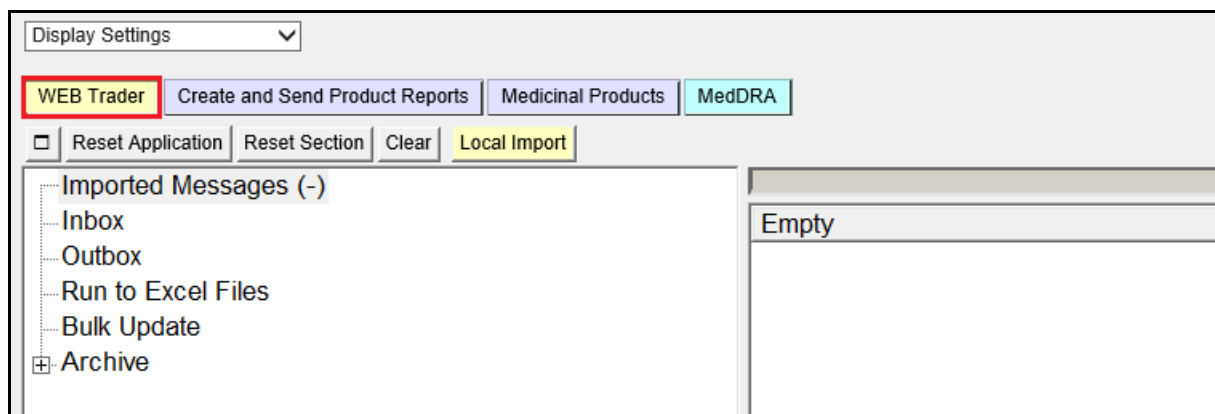 Display Settings
WEB Trader Create and Send Product Reports Medicinal Products MedDRA
Reset Application Reset Section Clear Local Import
Imported Messages (-)
Inbox
Empty
Outbox
Run to Excel Files
Bulk Update
Archive